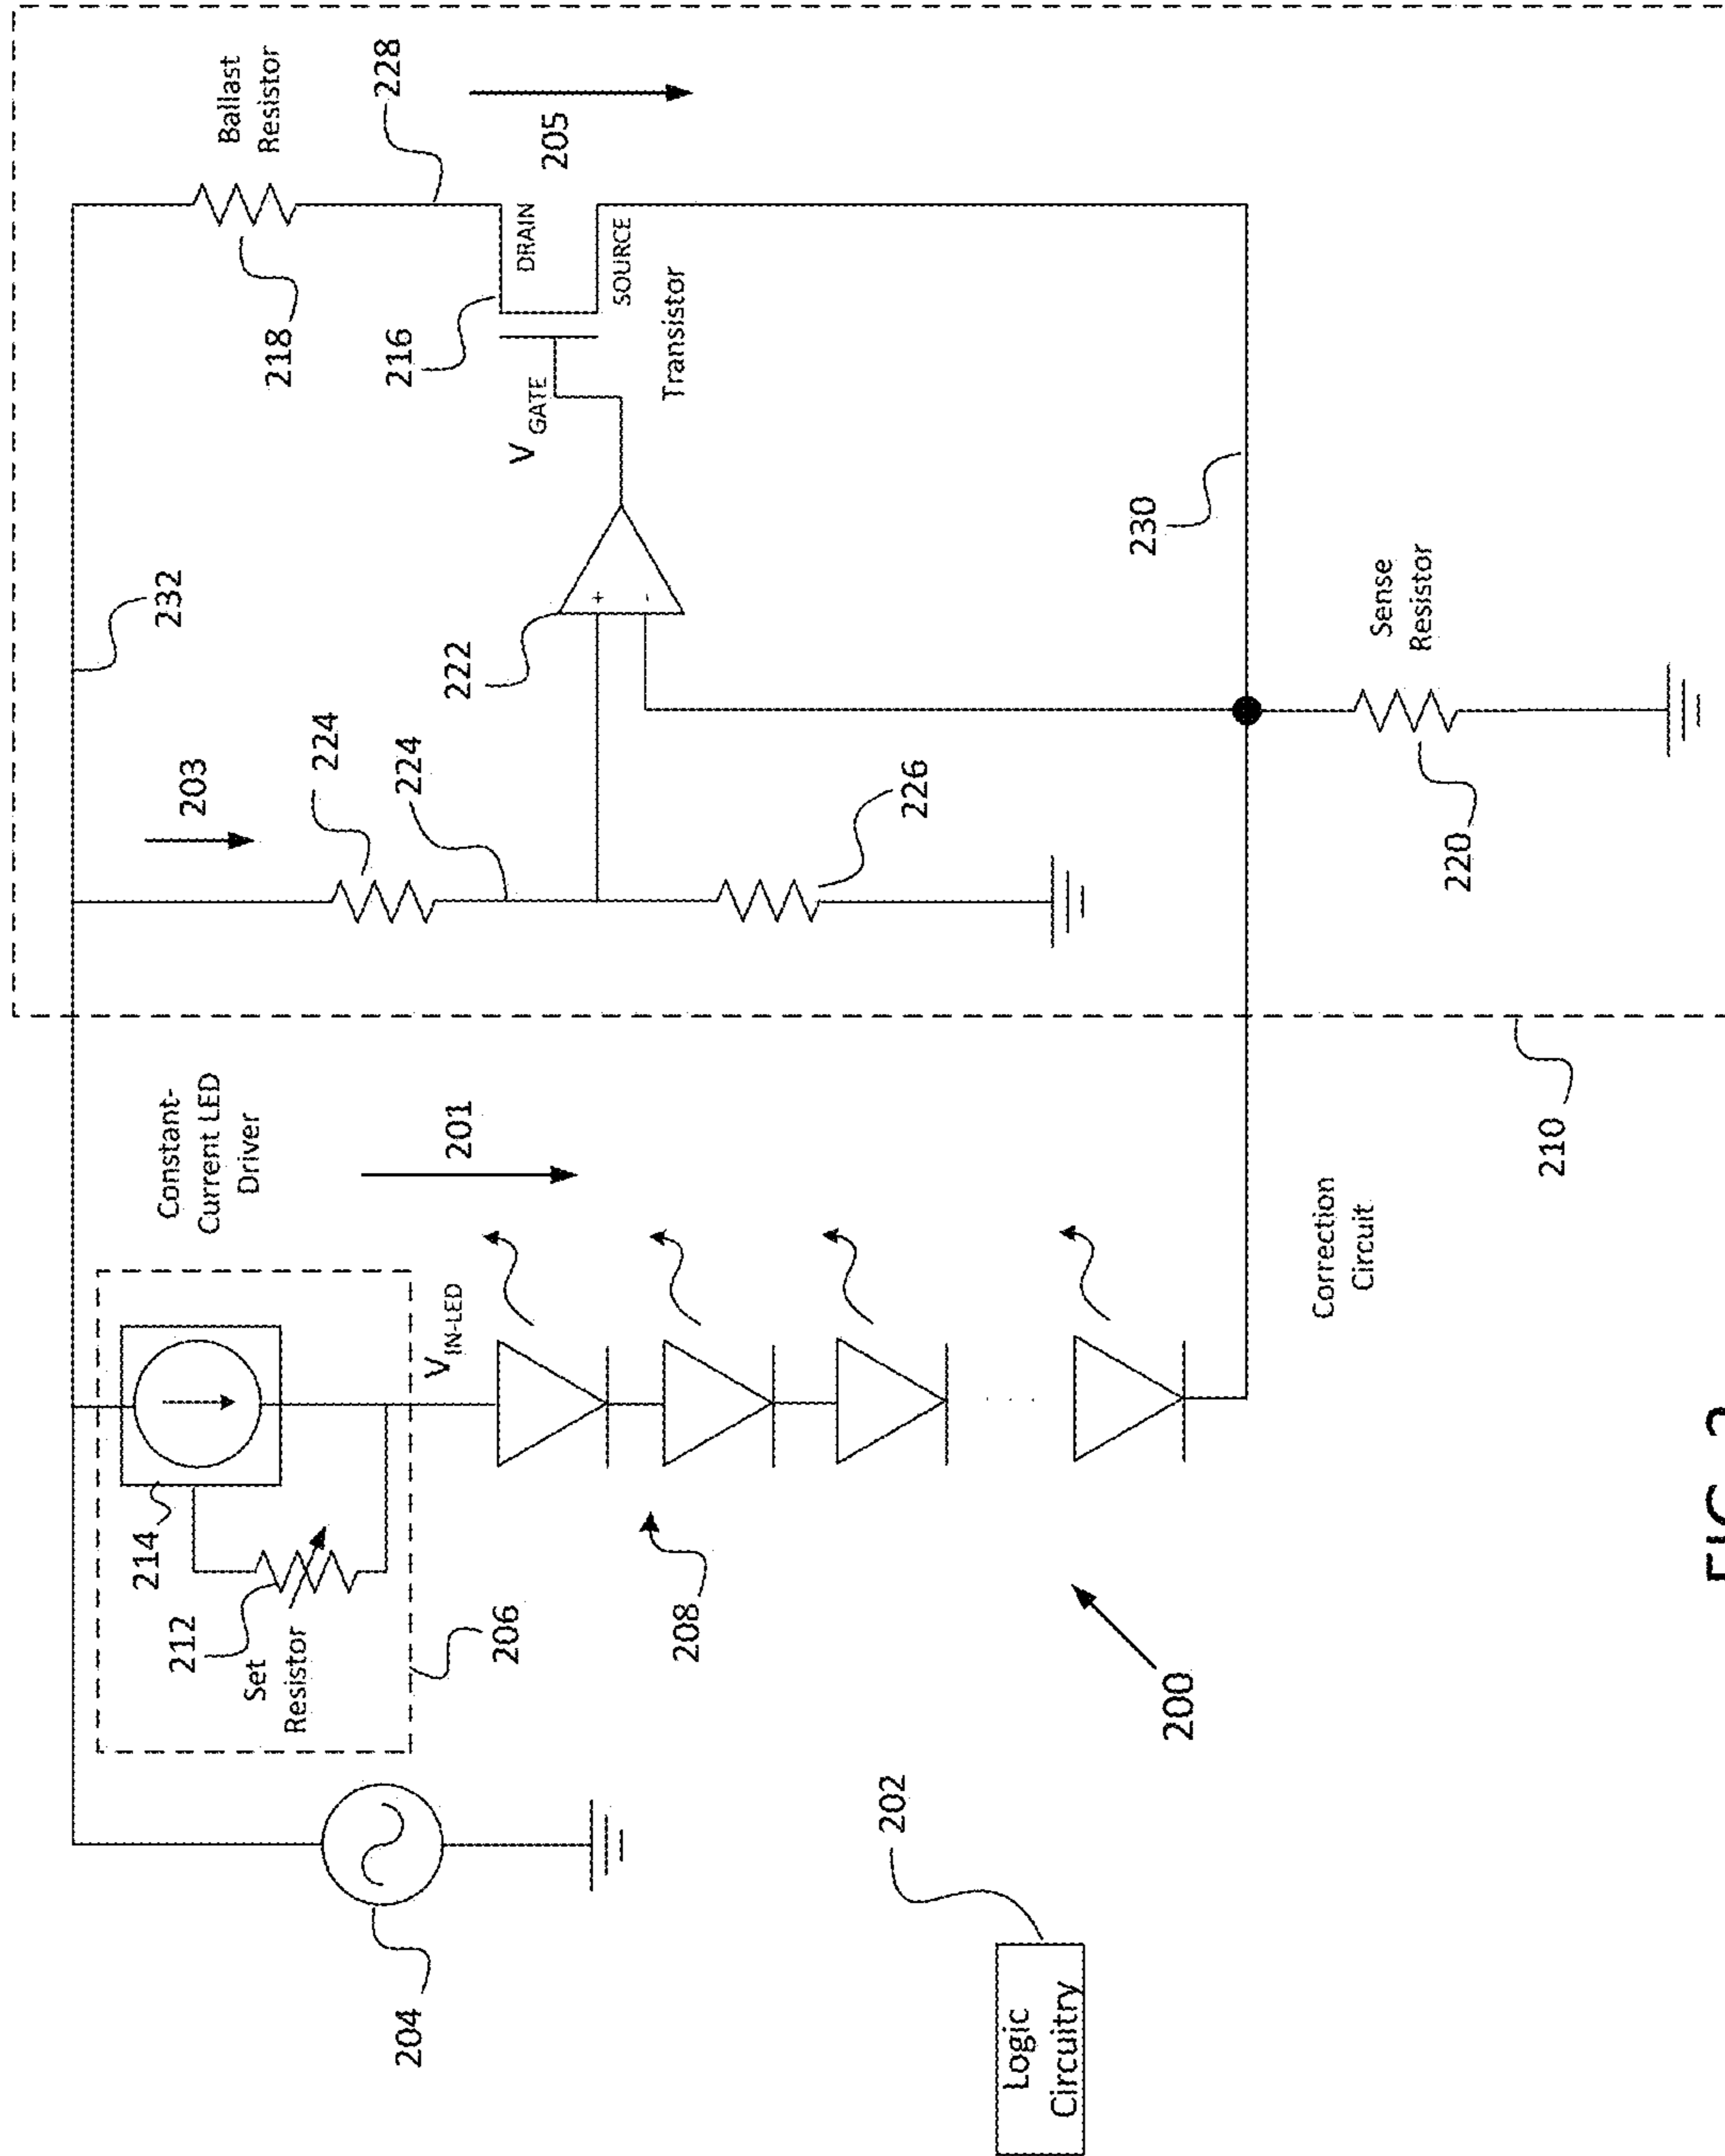 204
Logic
Circuitry
202
214
212
Set
Resistor
206
Constant-
Current LED
Driver
V IN-LED
201
208
200
Correction
Circuit
210
203
232
224
224
226
222
V GATE
218
216
Ballast
Resistor
228
DRAIN
SOURCE
205
Transistor
230
Sense
Resistor
220
FIG.